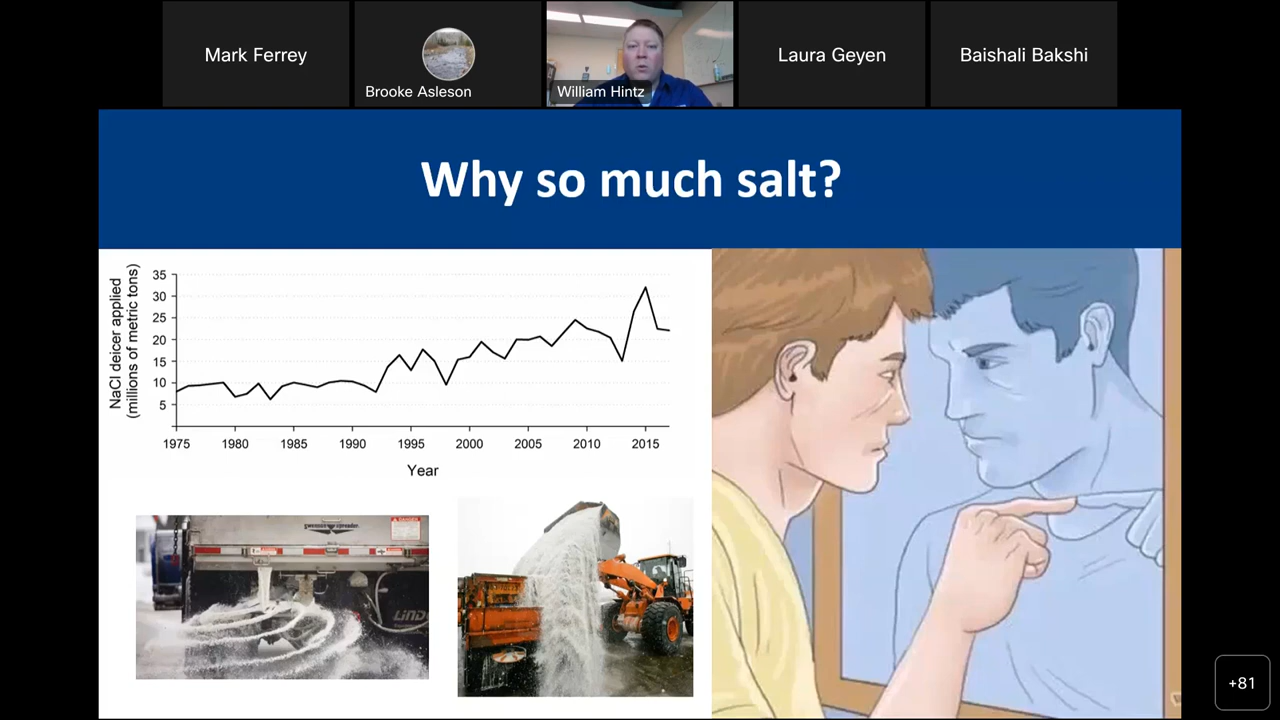 Mark Ferrey
Brooke Asleson
William Hintz
Laura Geyen
Baishali Bakshi
Why so much salt?
NaCl deicer applied
(millions of metric tons)
35
30
25
20
15
10
5
1975
1980
1985
1990
1995
2000
2005
2010
2015
Year
DANGER
+81